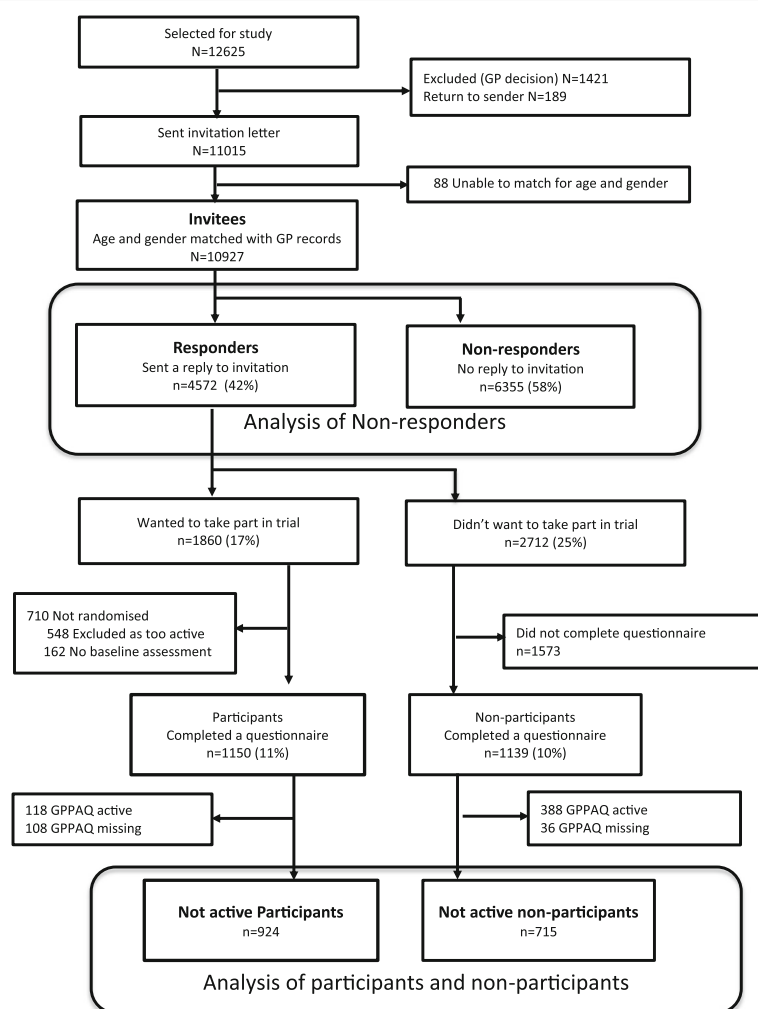 Selected for study
N=12625
Excluded (GP decision) N=1421
Return to sender N=189
Sent invitation letter
N=11015
88 Unable to match for age and gender
Invitees
Age and gender matched with GP records
N=10927
Responders
Sent a reply to invitation
n=4572 (42%)
Non-responders
No reply to invitation
n=6355 (58%)
Analysis of Non-responders
Wanted to take part in trial
n=1860 (17%)
Didn't want to take part in trial
n=2712 (25%)
710 Not randomised
548 Excluded as too active
162 No baseline assessment
Did not complete questionnaire
n=1573
Participants
Completed a questionnaire
n=1150 (11%)
Non-participants
Completed a questionnaire
n=1139 (10%)
118 GPPAQ active
108 GPPAQ missing
388 GPPAQ active
36 GPPAQ missing
Not active Participants
n=924
Not active non-participants
n=715
Analysis of participants and non-participants